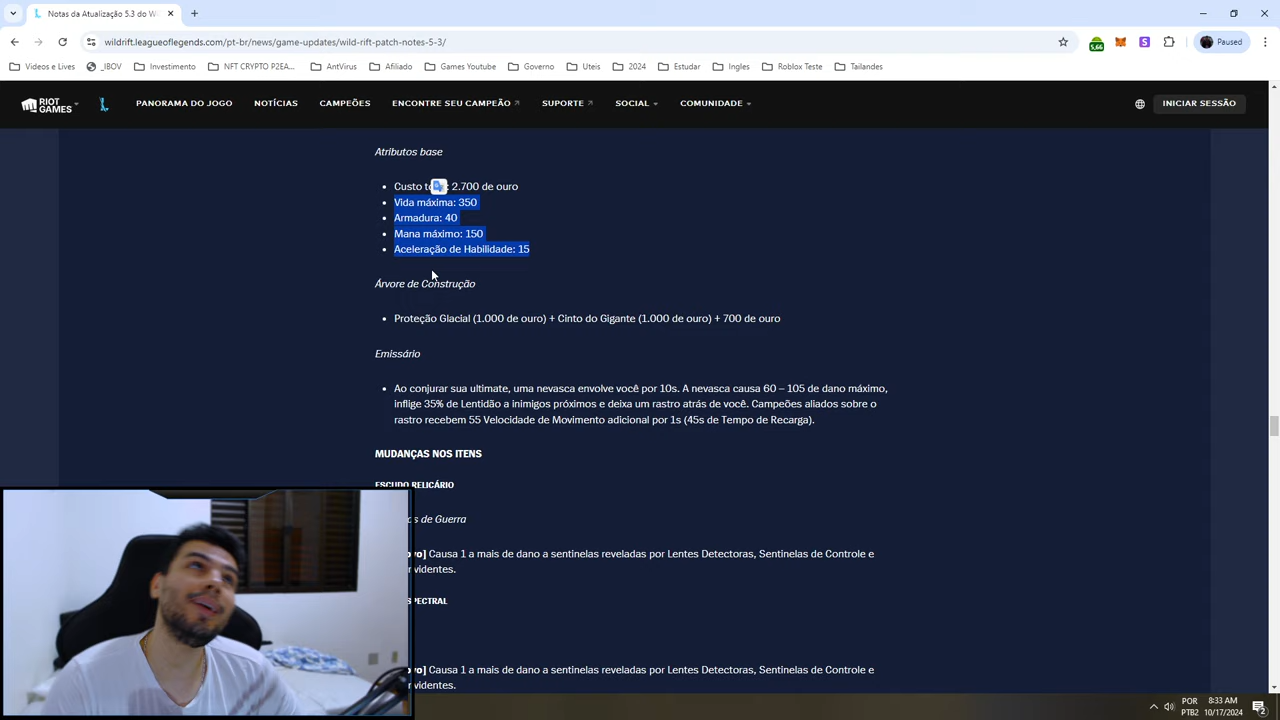 Notas da Atualização 5.3 do W
wildrift.leagueoflegends.com/pt-br/news/game-updates/wild-rift-patch-notes-5-3/
5,66
Paused
Videos e Lives
_IBOV
Investimento
NFT CRYPTO P2EA...
AntVirus
Afiliado
Games Youtube
Governo
Uteis
2024
Estudar
Ingles
Roblox Teste
Tailandes
RIOT GAMES
PANORAMA DO JOGO
NOTÍCIAS
CAMPEÕES
ENCONTRE SEU CAMPEÃO
SUPORTE
SOCIAL
COMUNIDADE
INICIAR SESSÃO
Atributos base
Custo : 2.700 de ouro
Vida máxima: 350
Armadura: 40
Mana máximo: 150
Aceleração de Habilidade: 15
Árvore de Construção
Proteção Glacial (1.000 de ouro) + Cinto do Gigante (1.000 de ouro) + 700 de ouro
Emissário
Ao conjurar sua ultimate, uma nevasca envolve você por 10s. A nevasca causa 60 – 105 de dano máximo,
inflige 35% de Lentidão a inimigos próximos e deixa um rastro atrás de você. Campeões aliados sobre o
rastro recebem 55 Velocidade de Movimento adicional por 1s (45s de Tempo de Recarga).
MUDANÇAS NOS ITENS
ESCUDO RELICÁRIO
de Guerra
Causa 1 a mais de dano a sentinelas reveladas por Lentes Detectoras, Sentinelas de Controle e
Causa 1 a mais de dano a sentinelas reveladas por Lentes Detectoras, Sentinelas de Controle e
POR
PTB2
8:33 AM
10/17/2024
2